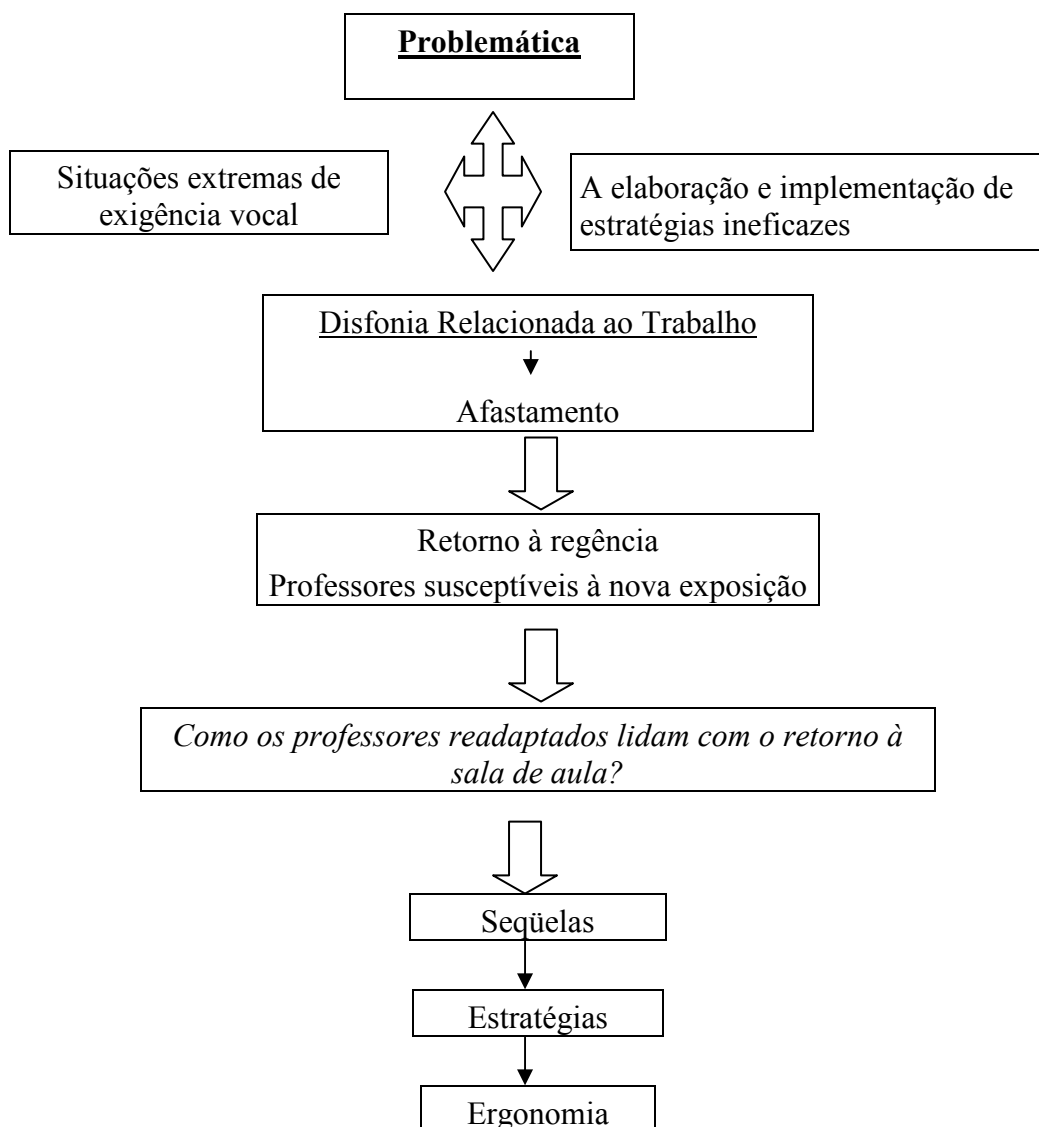 Problemática
Situações extremas de
exigência vocal
A elaboração e implementação de
estratégias ineficazes
Disfonia Relacionada ao Trabalho
Afastamento
Retorno à regência
Professores susceptíveis à nova exposição
Como os professores readaptados lidam com o retorno à
sala de aula?
Seqüelas
Estratégias
Ergonomia